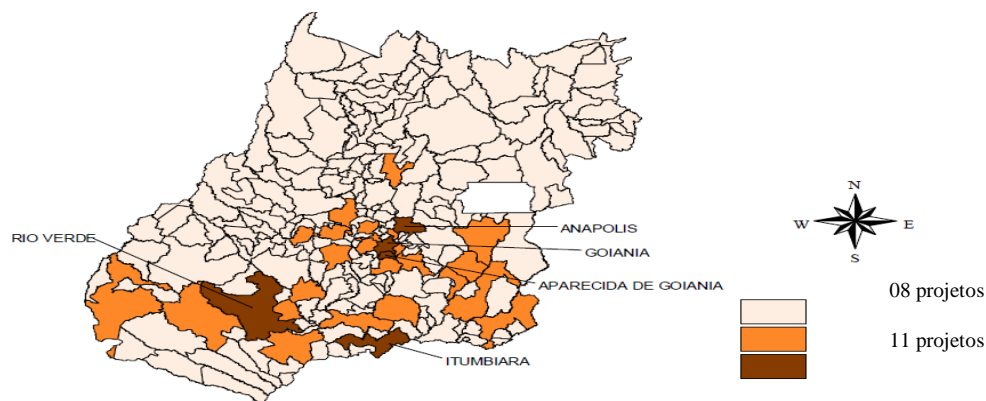 N
W E
S
ANAPOLIS
RIO VERDE
GOIANIA
APARECIDA DE GOIANIA
08 projetos
11 projetos
ITUMBIARA